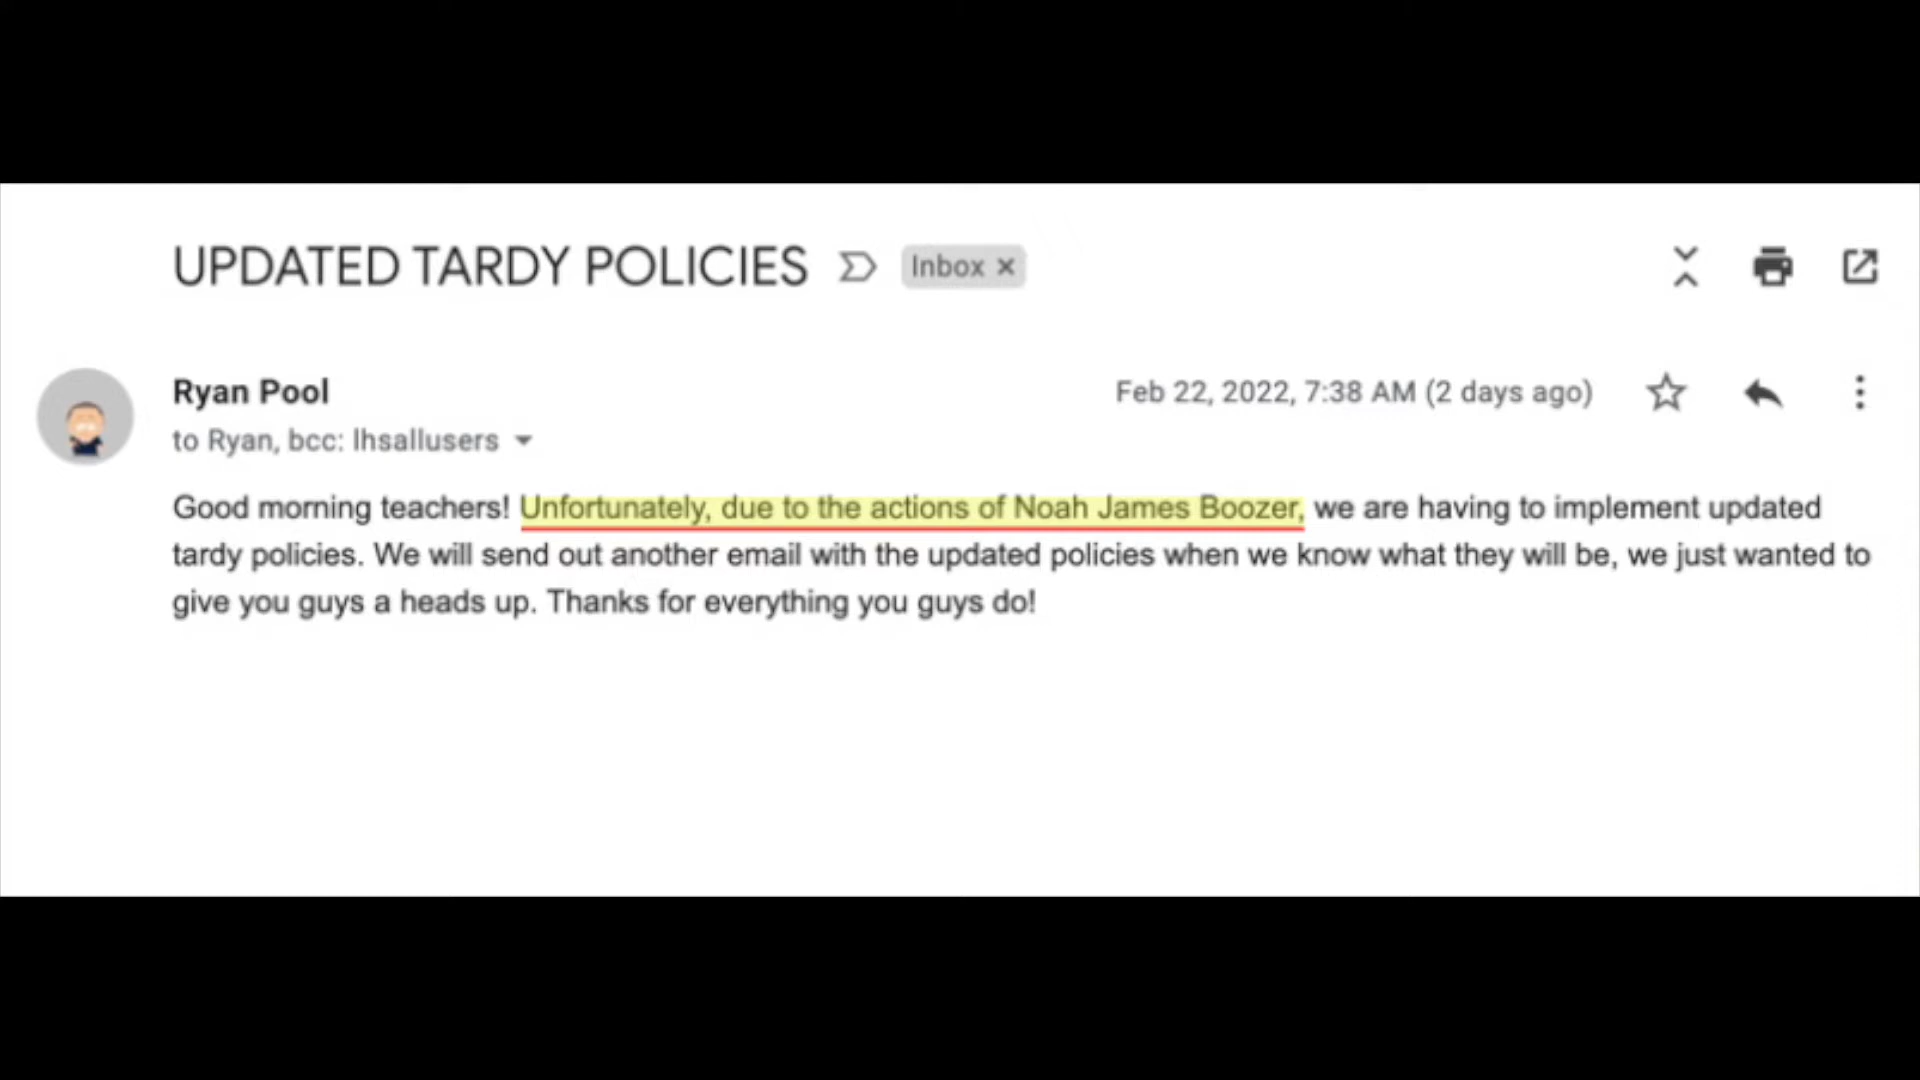 UPDATED TARDY POLICIES Inbox ×
Ryan Pool Feb 22, 2022, 7:38 AM (2 days ago)
to Ryan, bcc: lhsallusers
Good morning teachers! Unfortunately, due to the actions of Noah James Boozer, we are having to implement updated
tardy policies. We will send out another email with the updated policies when we know what they will be, we just wanted to
give you guys a heads up. Thanks for everything you guys do!